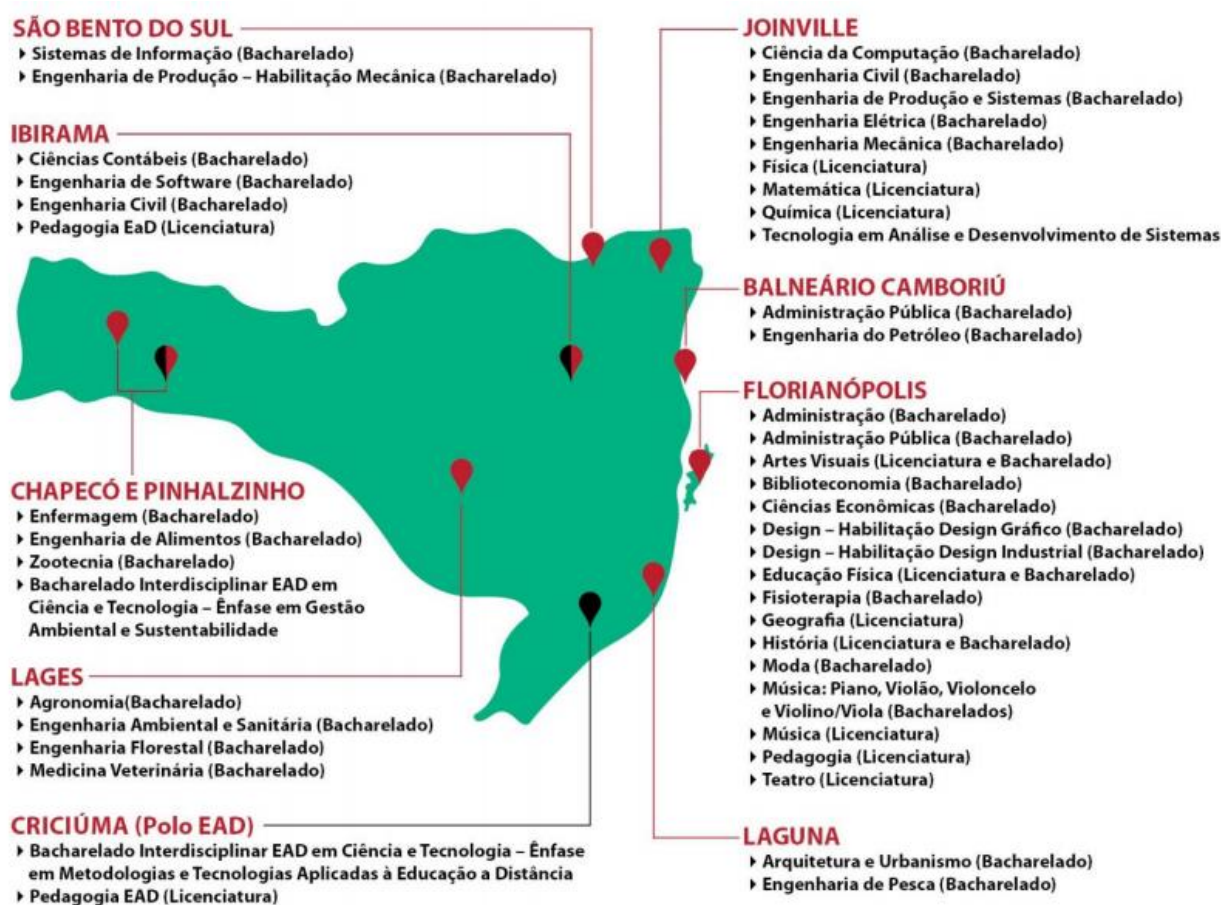 SÃO BENTO DO SUL
Sistemas de Informação (Bacharelado)
Engenharia de Produção – Habilitação Mecânica (Bacharelado)
IBIRAMA
Ciências Contábeis (Bacharelado)
Engenharia de Software (Bacharelado)
Engenharia Civil (Bacharelado)
Pedagogia EaD (Licenciatura)
CHAPECÓ E PINHALZINHO
Enfermagem (Bacharelado)
Engenharia de Alimentos (Bacharelado)
Zootecnia (Bacharelado)
Bacharelado Interdisciplinar EAD em
Ciência e Tecnologia – Ênfase em Gestão
Ambiental e Sustentabilidade
LAGES
Agronomia(Bacharelado)
Engenharia Ambiental e Sanitária (Bacharelado)
Engenharia Florestal (Bacharelado)
Medicina Veterinária (Bacharelado)
CRICIÚMA (Polo EAD)
Bacharelado Interdisciplinar EAD em Ciência e Tecnologia – Ênfase
em Metodologias e Tecnologias Aplicadas à Educação a Distância
Pedagogia EAD (Licenciatura)
JOINVILLE
Ciência da Computação (Bacharelado)
Engenharia Civil (Bacharelado)
Engenharia de Produção e Sistemas (Bacharelado)
Engenharia Elétrica (Bacharelado)
Engenharia Mecânica (Bacharelado)
Física (Licenciatura)
Matemática (Licenciatura)
Química (Licenciatura)
Tecnologia em Análise e Desenvolvimento de Sistemas
BALNEÁRIO CAMBORIÚ
Administração Pública (Bacharelado)
Engenharia do Petróleo (Bacharelado)
FLORIANÓPOLIS
Administração (Bacharelado)
Administração Pública (Bacharelado)
Artes Visuais (Licenciatura e Bacharelado)
Biblioteconomia (Bacharelado)
Ciências Econômicas (Bacharelado)
Design – Habilitação Design Gráfico (Bacharelado)
Design – Habilitação Design Industrial (Bacharelado)
Educação Física (Licenciatura e Bacharelado)
Fisioterapia (Bacharelado)
Geografia (Licenciatura)
História (Licenciatura e Bacharelado)
Moda (Bacharelado)
Música: Piano, Violão, Violoncelo
e Violino/Viola (Bacharelados)
Música (Licenciatura)
Pedagogia (Licenciatura)
Teatro (Licenciatura)
LAGUNA
Arquitetura e Urbanismo (Bacharelado)
Engenharia de Pesca (Bacharelado)